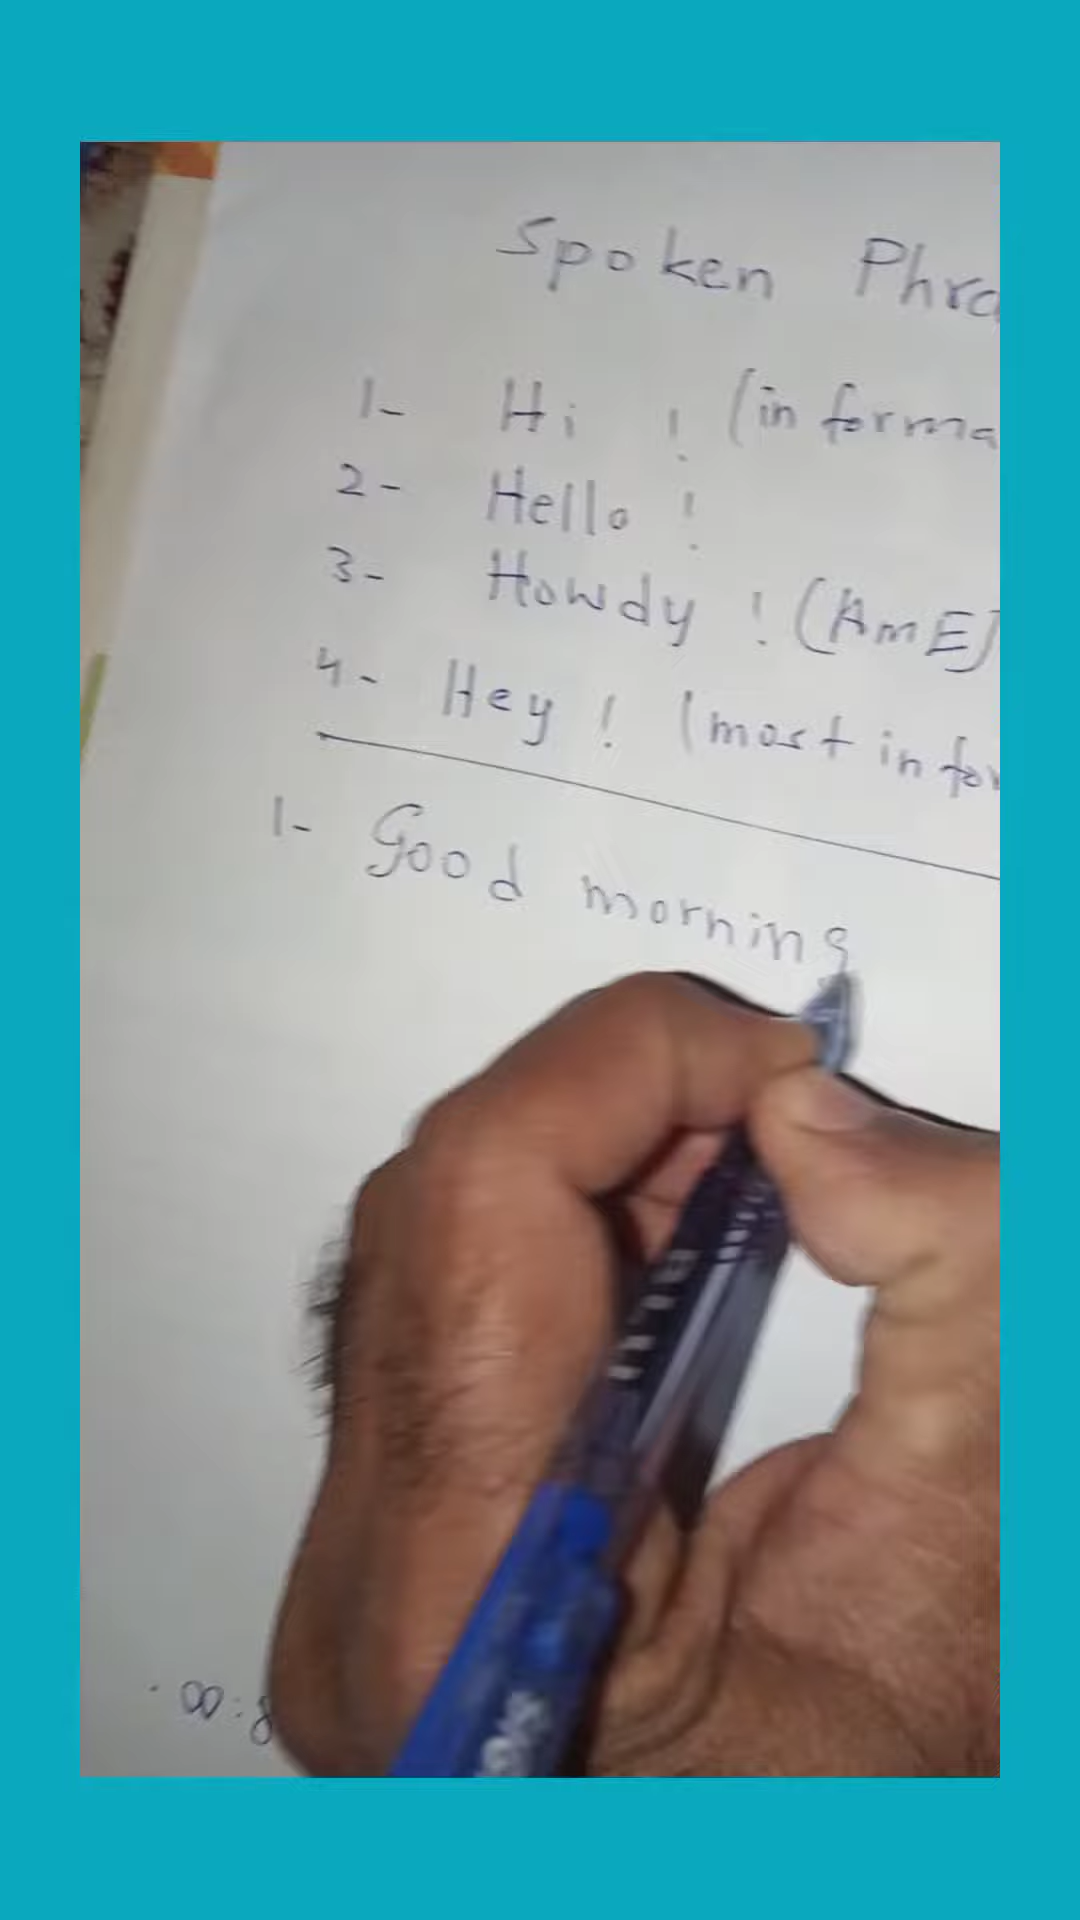 Spoken Phra
1- Hi ! (informa
2- Hello !
3- Howdy ! (AmE)
4- Hey ! (most infor
1- Good morning